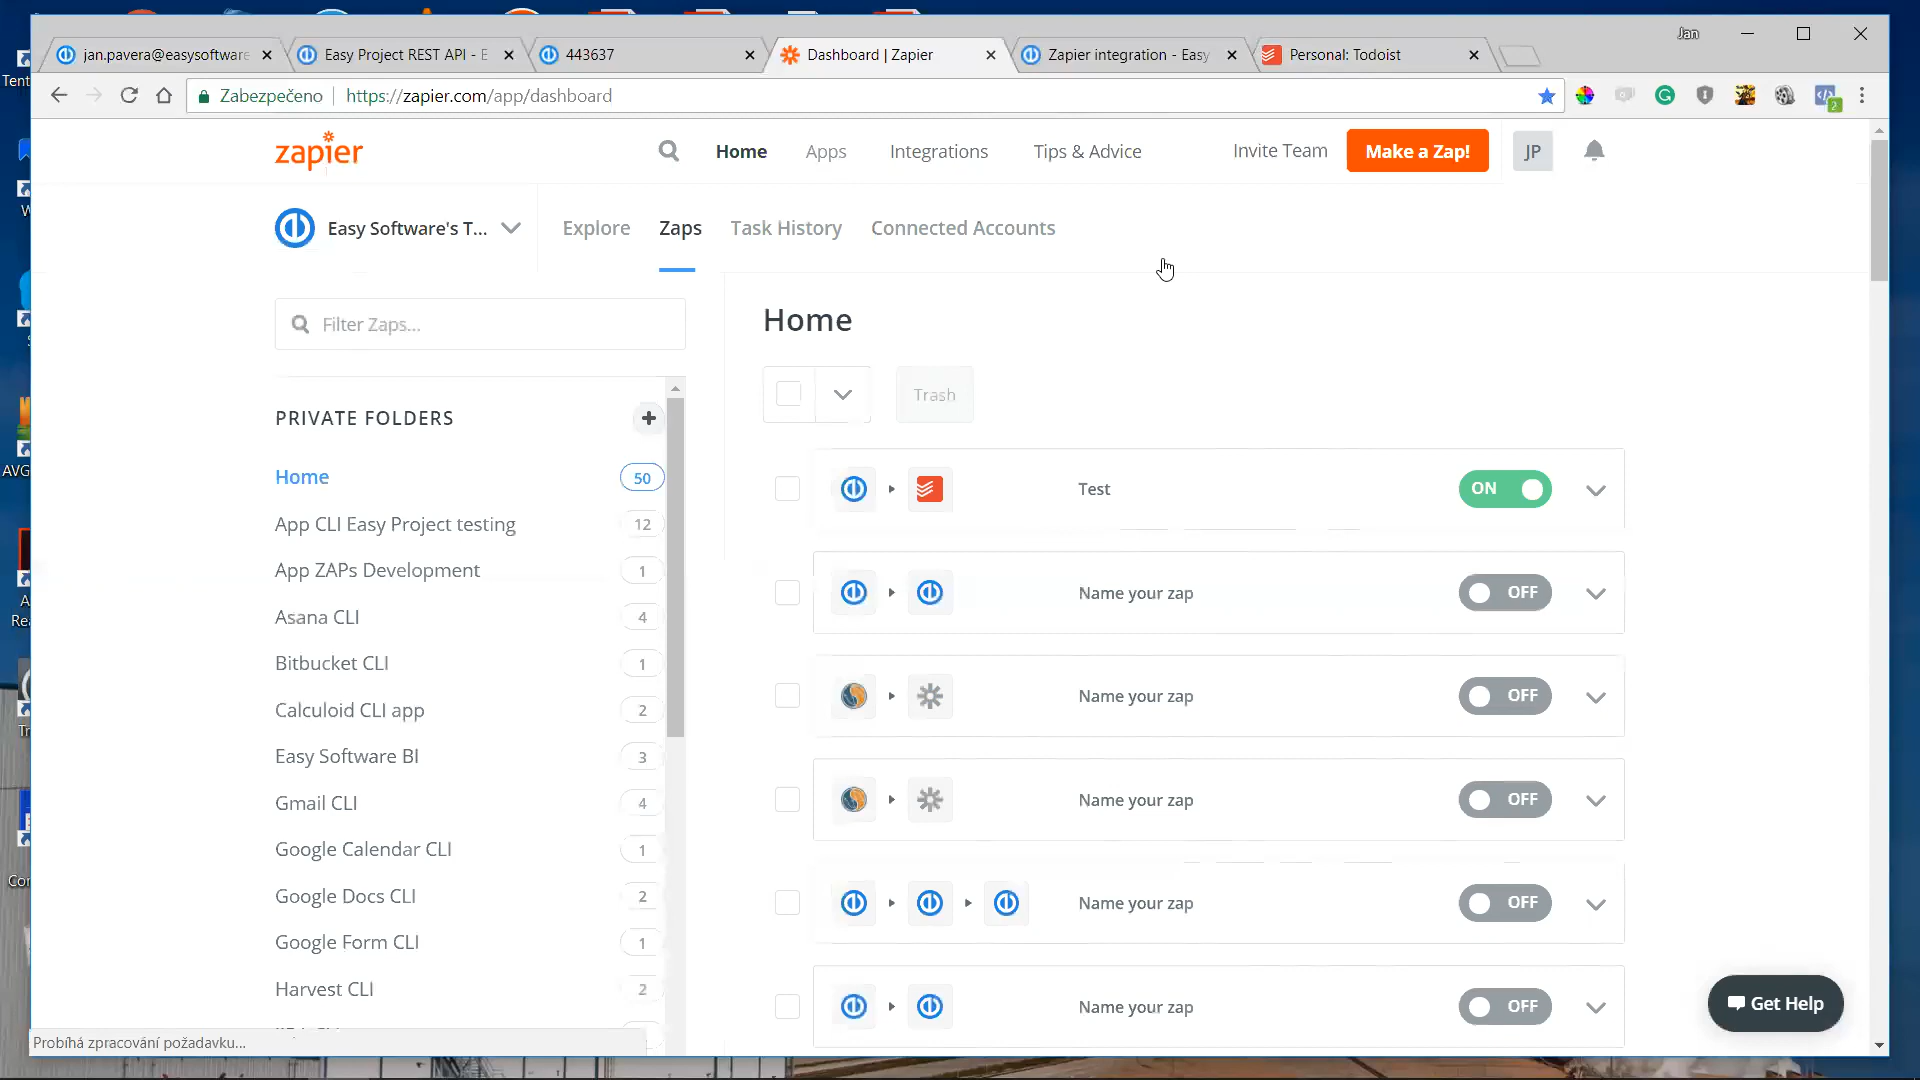 Jan
jan.pavera@easysoftware
Easy Project REST API - E
443637
Dashboard | Zapier
Zapier integration - Easy
Personal: Todoist
Zabezpečeno
https://zapier.com/app/dashboard
2
zapier
Home
Apps
Integrations
Tips & Advice
Invite Team
Make a Zap!
JP
Easy Software's T...
Explore
Zaps
Task History
Connected Accounts
Filter Zaps...
Home
Trash
PRIVATE FOLDERS
Home 50
App CLI Easy Project testing 12
App ZAPs Development 1
Asana CLI 4
Bitbucket CLI 1
Calculoid CLI app 2
Easy Software BI 3
Gmail CLI 4
Google Calendar CLI 1
Google Docs CLI 2
Google Form CLI 1
Harvest CLI 2
Test ON
Name your zap OFF
Name your zap OFF
Name your zap OFF
Name your zap OFF
Name your zap OFF
Get Help
Probíhá zpracování požadavku...
Tent
AVG